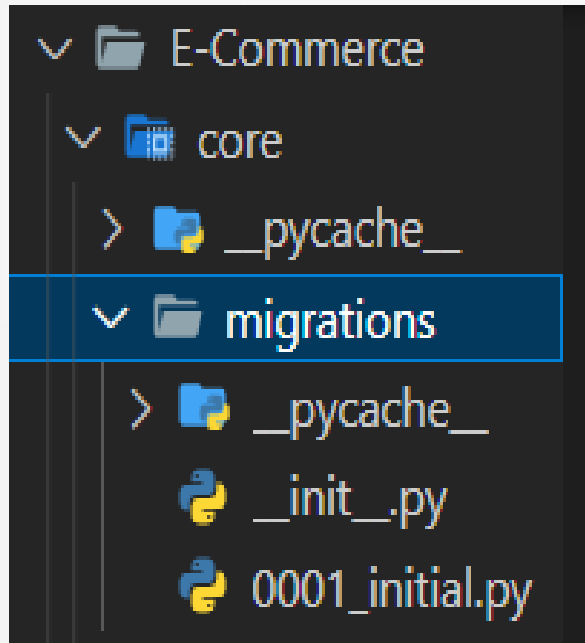 E-Commerce
core
__pycache__
migrations
__pycache__
__init__.py
0001_initial.py